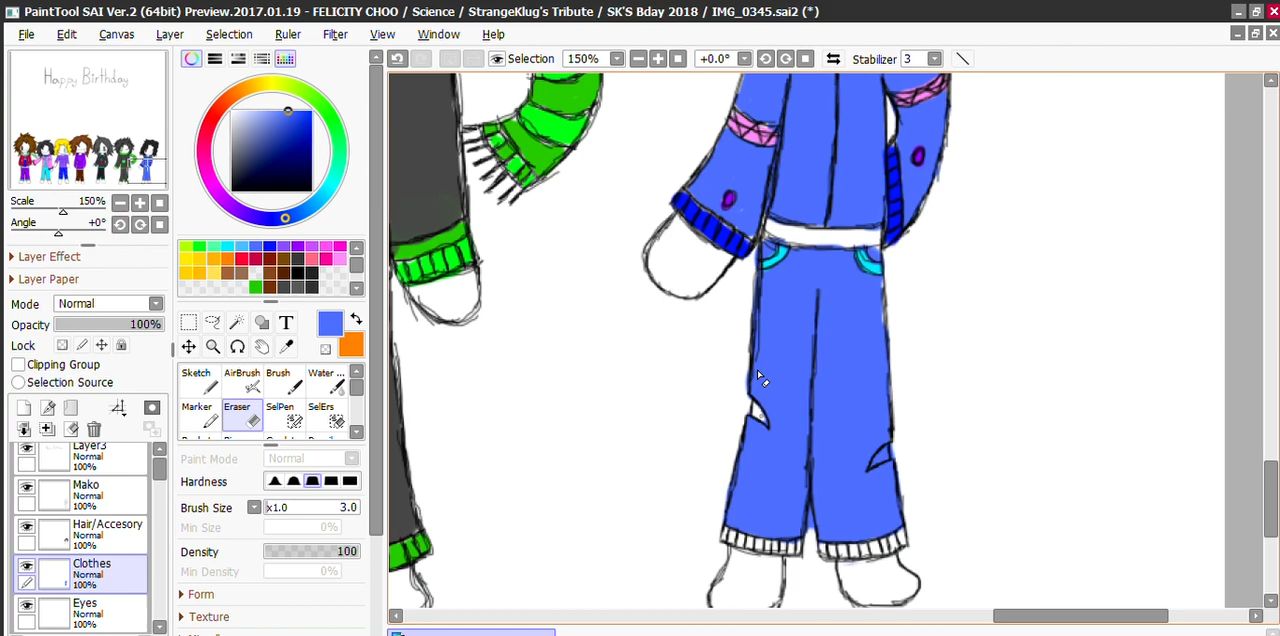 PaintTool SAI Ver.2 (64bit) Preview.2017.01.19 - FELICITY CHOO / Science / StrangeKlug's Tribute / SK'S Bday 2018 / IMG_0345.sai2 (*)
File Edit Canvas Layer Selection Ruler Filter View Window Help
Selection 150% +0.0° Stabilizer 3
Happy Birthday
Scale 150%
Angle +0°
Layer Effect
Layer Paper
Mode Normal
Opacity 100%
Lock
Clipping Group
Selection Source
Layer3
Normal
100%
Mako
Normal
100%
Hair/Accesory
Normal
100%
Clothes
Normal
100%
Eyes
Normal
100%
T
Sketch AirBrush Brush Water ...
Marker Eraser SelPen SelErs
Paint Mode Normal
Hardness
Brush Size x1.0 3.0
Min Size 0%
Density 100
Min Density 0%
Form
Texture